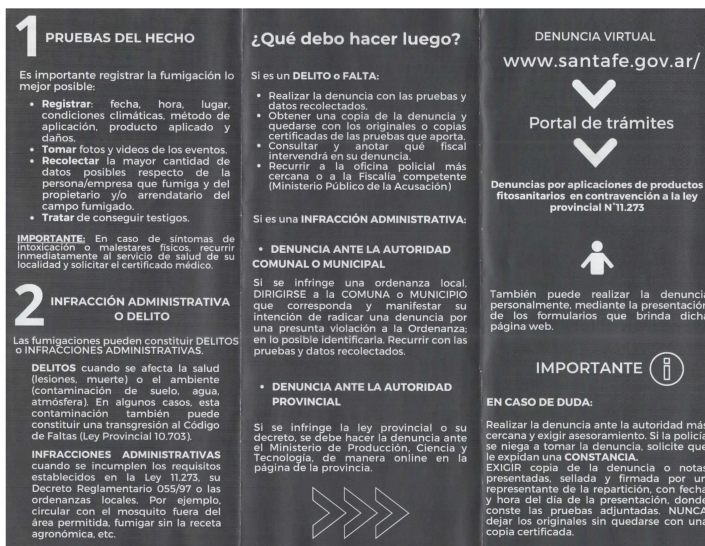 1
PRUEBAS DEL HECHO
Es importante registrar la fumigación lo
mejor posible:
• Registrar: fecha, hora, lugar,
condiciones climáticas, método de
aplicación, producto aplicado y
daños.
• Tomar fotos y videos de los eventos.
• Recolectar la mayor cantidad de
datos posibles respecto de la
persona/empresa que fumiga y del
propietario y/o arrendatario del
campo fumigado.
• Tratar de conseguir testigos.
IMPORTANTE: En caso de síntomas de
intoxicación o malestares físicos, recurrir
inmediatamente al servicio de salud de su
localidad y solicitar el certificado médico.
2
INFRACCIÓN ADMINISTRATIVA
O DELITO
Las fumigaciones pueden constituir DELITOS
o INFRACCIONES ADMINISTRATIVAS.
DELITOS cuando se afecta la salud
(lesiones, muerte) o el ambiente
(contaminación de suelo, agua,
atmósfera). En algunos casos, esta
contaminación también puede
constituir una transgresión al Código
de Faltas (Ley Provincial 10.703).
INFRACCIONES ADMINISTRATIVAS
cuando se incumplen los requisitos
establecidos en la Ley 11.273, su
Decreto Reglamentario 055/97 o las
ordenanzas locales. Por ejemplo,
circular con el mosquito fuera del
área permitida, fumigar sin la receta
agronómica, etc.
¿Qué debo hacer luego?
Si es un DELITO o FALTA:
• Realizar la denuncia con las pruebas y
datos recolectados.
• Obtener una copia de la denuncia y
quedarse con los originales o copias
certificadas de las pruebas que aporta.
• Consultar y anotar qué fiscal
intervendrá en su denuncia.
• Recurrir a la oficina policial más
cercana o a la Fiscalía competente
(Ministerio Público de la Acusación)
Si es una INFRACCIÓN ADMINISTRATIVA:
• DENUNCIA ANTE LA AUTORIDAD
COMUNAL O MUNICIPAL
Si se infringe una ordenanza local,
DIRIGIRSE a la COMUNA o MUNICIPIO
que corresponda y manifestar su
intención de radicar una denuncia por
una presunta violación a la Ordenanza;
en lo posible identificarla. Recurrir con las
pruebas y datos recolectados.
• DENUNCIA ANTE LA AUTORIDAD
PROVINCIAL
Si se infringe la ley provincial o su
decreto, se debe hacer la denuncia ante
el Ministerio de Producción, Ciencia y
Tecnología, de manera online en la
página de la provincia.
DENUNCIA VIRTUAL
www.santafe.gov.ar/
Portal de trámites
Denuncias por aplicaciones de productos
fitosanitarios en contravención a la ley
provincial N°11.273
También puede realizar la denuncia
personalmente, mediante la presentación
de los formularios que brinda dicha
página web.
IMPORTANTE i
EN CASO DE DUDA:
Realizar la denuncia ante la autoridad más
cercana y exigir asesoramiento. Si la policía
se niega a tomar la denuncia, solicite que
le expidan una CONSTANCIA.
EXIGIR copia de la denuncia o notas
presentadas, sellada y firmada por un
representante de la repartición, con fecha
y hora del día de la presentación, donde
conste las pruebas adjuntadas. NUNCA
dejar los originales sin quedarse con una
copia certificada.